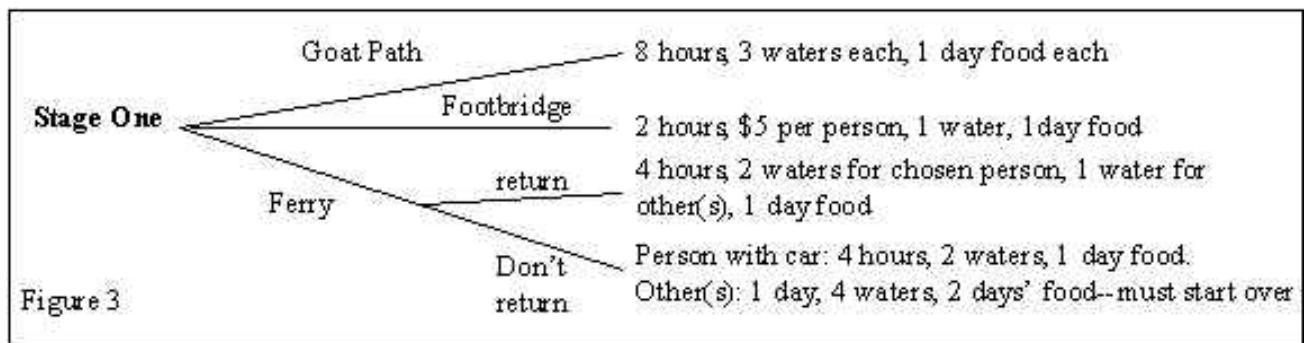 Goat Path
8 hours, 3 waters each, 1 day food each
Stage One
Footbridge
2 hours, $5 per person, 1 water, 1day food
Ferry
return
4 hours, 2 waters for chosen person, 1 water for
other(s), 1 day food
Don't
return
Person with car: 4 hours, 2 waters, 1 day food.
Other(s): 1 day, 4 waters, 2 days' food--must start over
Figure 3